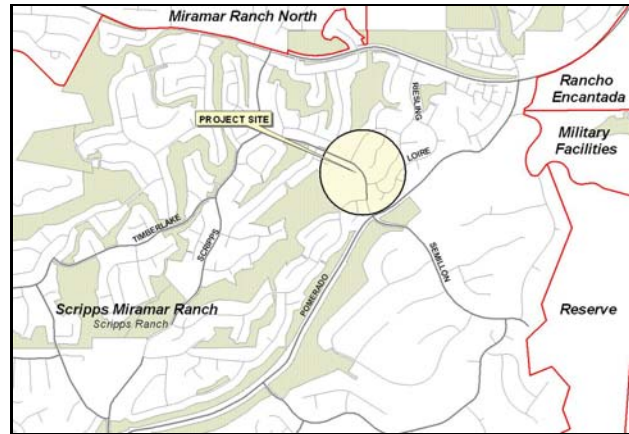 Miramar Ranch North
Rancho
Encantada
RIESLING
PROJECT SITE
Military
Facilities
LOIRE
TIMBERLAKE
SCRIPPS
SEMILLON
POMERADO
Scripps Miramar Ranch
Scripps Ranch
Reserve